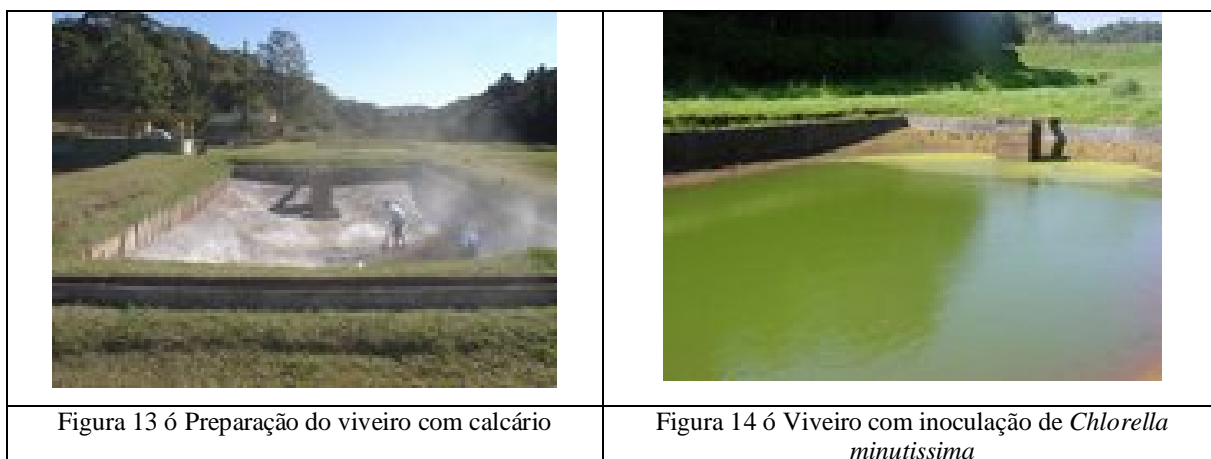 Figura 13 ó Preparação do viveiro com calcário
Figura 14 ó Viveiro com inoculação de Chlorella
minutissima